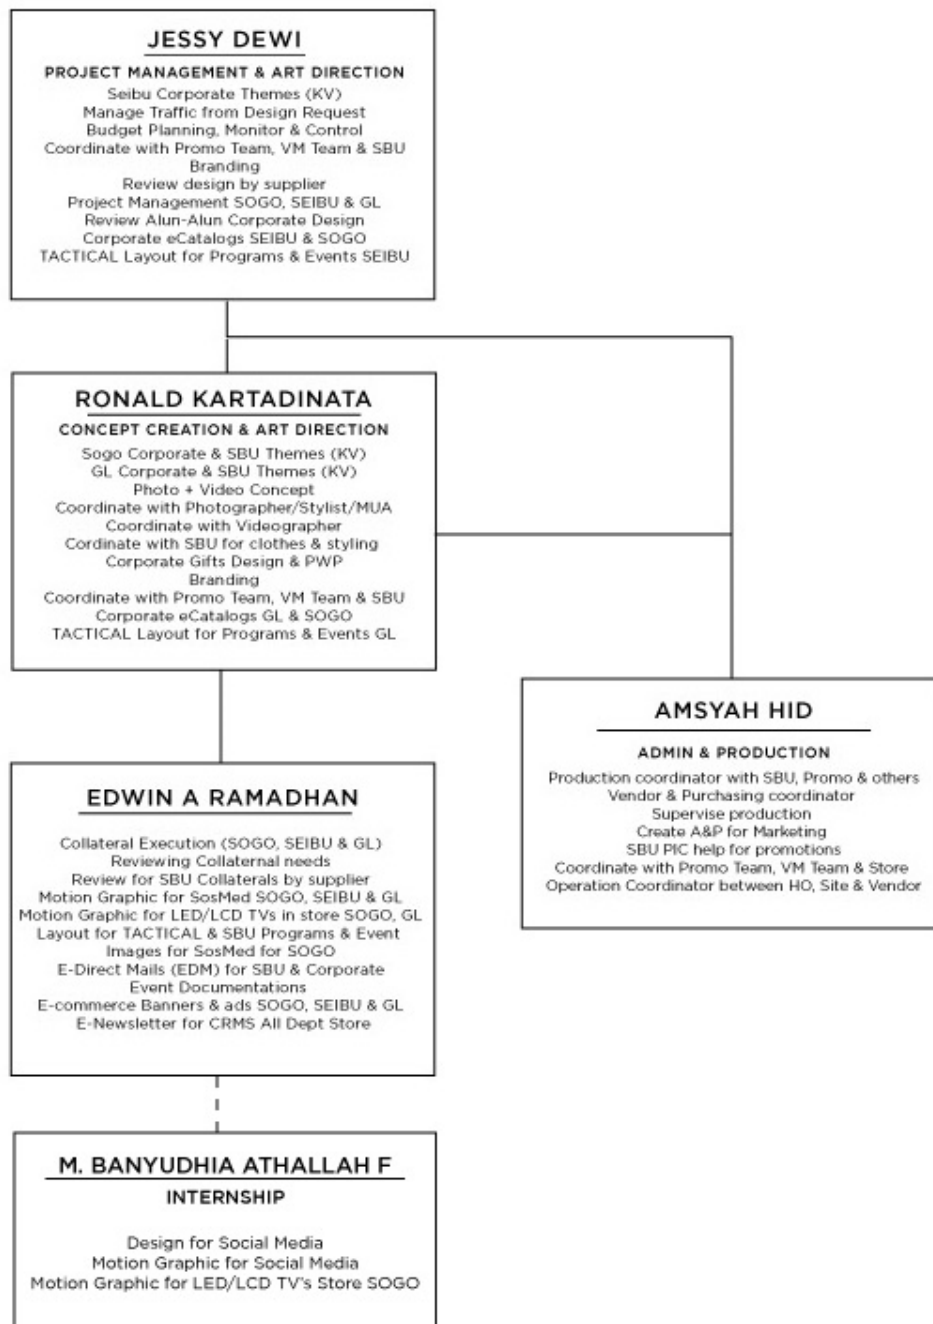 JESSY DEWI
PROJECT MANAGEMENT & ART DIRECTION
Seibu Corporate Themes (KV)
Manage Traffic from Design Request
Budget Planning, Monitor & Control
Coordinate with Promo Team, VM Team & SBU
Branding
Review design by supplier
Project Management SOGO, SEIBU & GL
Review Alun-Alun Corporate Design
Corporate eCatalogs SEIBU & SOGO
TACTICAL Layout for Programs & Events SEIBU
RONALD KARTADINATA
CONCEPT CREATION & ART DIRECTION
Sogo Corporate & SBU Themes (KV)
GL Corporate & SBU Themes (KV)
Photo + Video Concept
Coordinate with Photographer/Stylist/MUA
Coordinate with Videographer
Cordinate with SBU for clothes & styling
Corporate Gifts Design & PWP
Branding
Coordinate with Promo Team, VM Team & SBU
Corporate eCatalogs GL & SOGO
TACTICAL Layout for Programs & Events GL
AMSYAH HID
ADMIN & PRODUCTION
Production coordinator with SBU, Promo & others
Vendor & Purchasing coordinator
Supervise production
Create A&P for Marketing
SBU PIC help for promotions
Coordinate with Promo Team, VM Team & Store
Operation Coordinator between HO, Site & Vendor
EDWIN A RAMADHAN
Collateral Execution (SOGO, SEIBU & GL)
Reviewing Collaternal needs
Review for SBU Collaterals by supplier
Motion Graphic for SosMed SOGO, SEIBU & GL
Motion Graphic for LED/LCD TVs in store SOGO, GL
Layout for TACTICAL & SBU Programs & Event
Images for SosMed for SOGO
E-Direct Mails (EDM) for SBU & Corporate
Event Documentations
E-commerce Banners & ads SOGO, SEIBU & GL
E-Newsletter for CRMS All Dept Store
M. BANYUDHIA ATHALLAH F
INTERNSHIP
Design for Social Media
Motion Graphic for Social Media
Motion Graphic for LED/LCD TV's Store SOGO